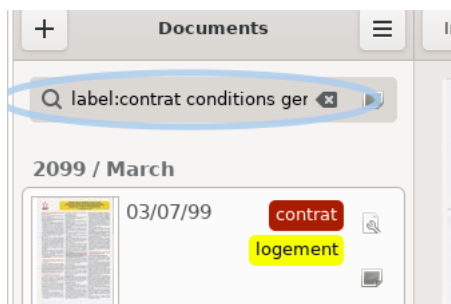 Documents
label:contrat conditions ger
2099 / March
03/07/99
contrat
logement